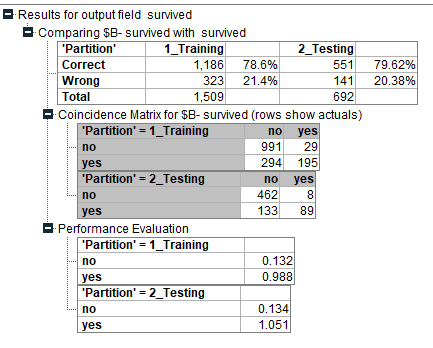 Results for output field survived
Comparing $B- survived with survived
'Partition' 1_Training 2_Testing
Correct 1,186 78.6% 551 79.62%
Wrong 323 21.4% 141 20.38%
Total 1,509 692
Coincidence Matrix for $B- survived (rows show actuals)
'Partition' = 1_Training no yes
no 991 29
yes 294 195
'Partition' = 2_Testing no yes
no 462 8
yes 133 89
Performance Evaluation
'Partition' = 1_Training
no 0.132
yes 0.988
'Partition' = 2_Testing
no 0.134
yes 1.051